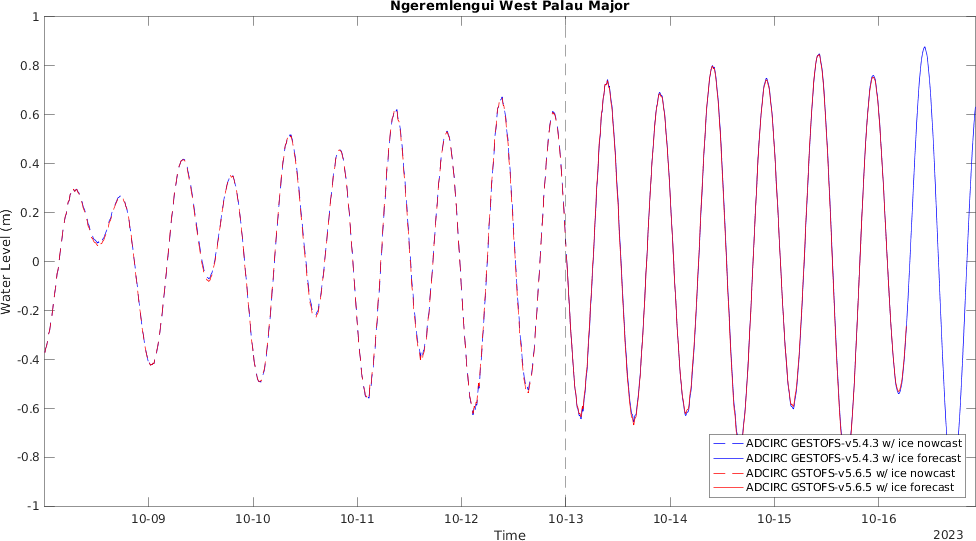 Ngeremlengui West Palau Major
1
0.8
0.6
0.4
0.2
0
-0.2
-0.4
-0.6
-0.8
-1
Water Level (m)
10-09
10-10
10-11
10-12
10-13
10-14
10-15
10-16
Time
2023
ADCIRC GESTOFS-v5.4.3 w/ ice nowcast
ADCIRC GESTOFS-v5.4.3 w/ ice forecast
ADCIRC GSTOFS-v5.6.5 w/ ice nowcast
ADCIRC GSTOFS-v5.6.5 w/ ice forecast